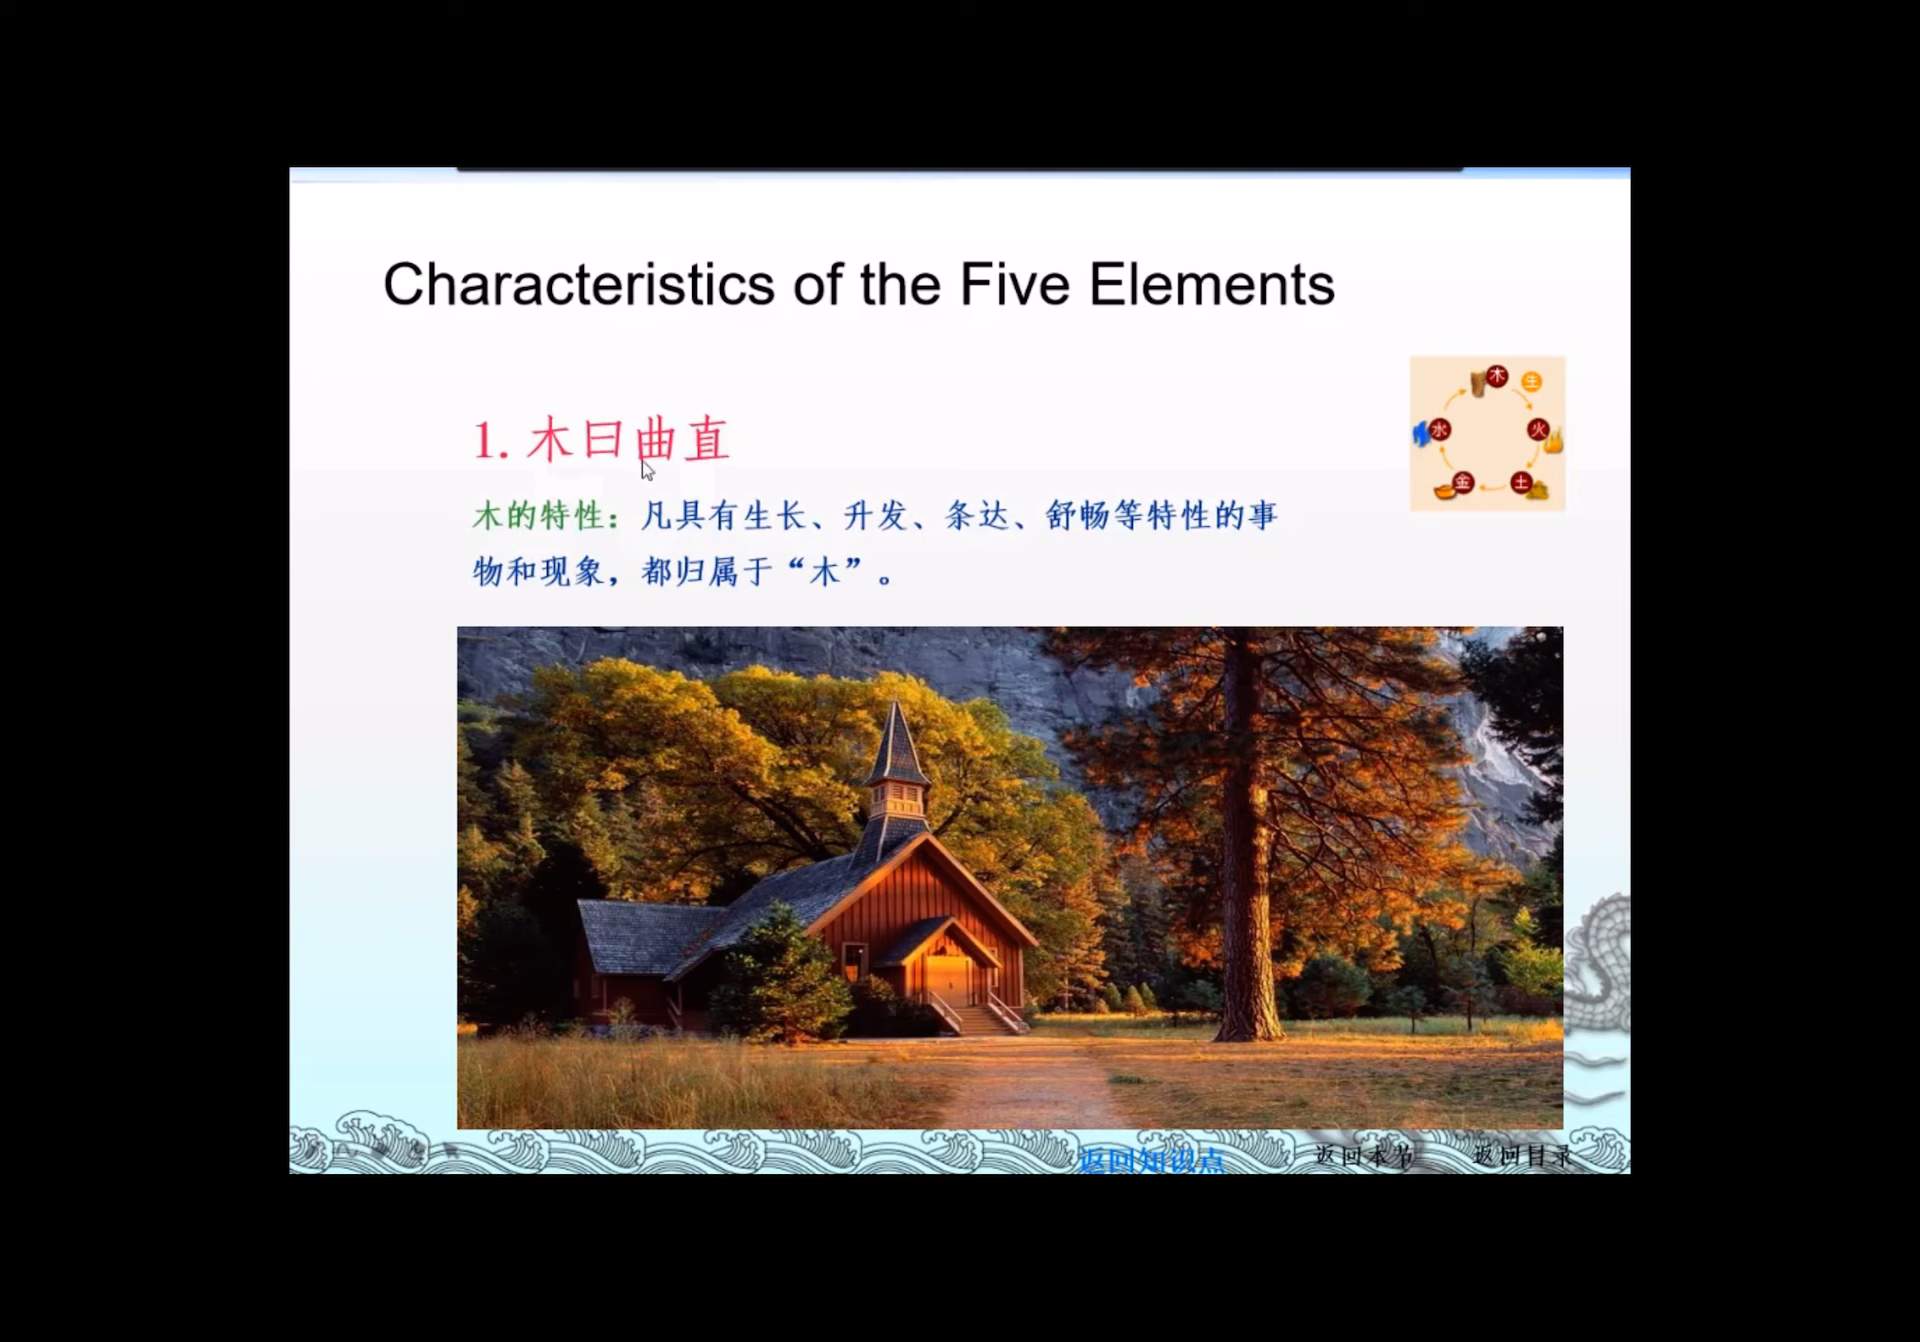 Characteristics of the Five Elements
1. 木曰曲直
木的特性：凡具有生长、升发、条达、舒畅等特性的事
物和现象，都归属于“木”。
木 生
水 火
金 土
返回知识点 返回本节 返回目录